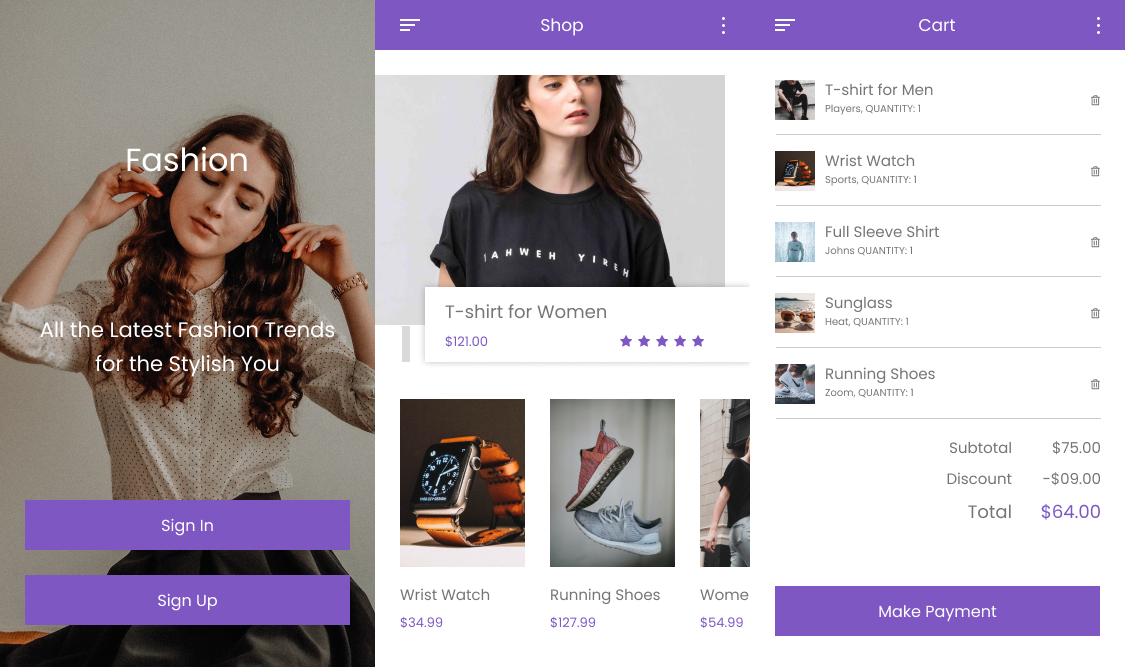 Fashion
All the Latest Fashion Trends
for the Stylish You
Sign In
Sign Up
Shop
AHWEH YIREH
T-shirt for Women
$121.00
Wrist Watch
$34.99
Running Shoes
$127.99
Wome
$54.99
Cart
T-shirt for Men
Players, QUANTITY: 1
Wrist Watch
Sports, QUANTITY: 1
Full Sleeve Shirt
Johns QUANTITY: 1
Sunglass
Heat, QUANTITY: 1
Running Shoes
Zoom, QUANTITY: 1
Subtotal $75.00
Discount -$09.00
Total $64.00
Make Payment